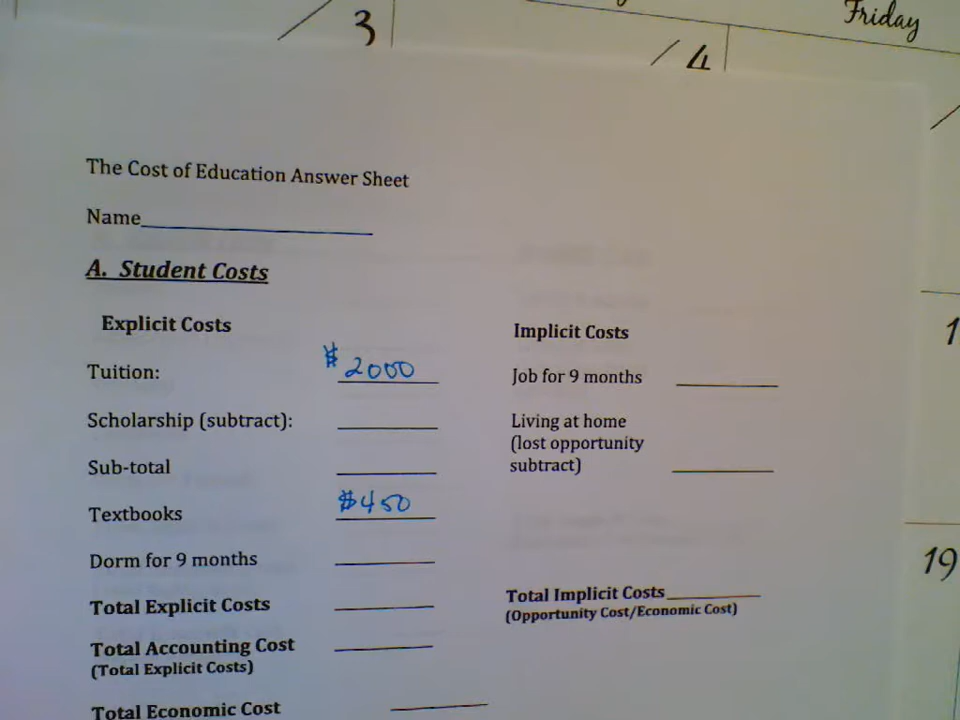 3
4
Friday
The Cost of Education Answer Sheet
Name
A. Student Costs
Explicit Costs
Implicit Costs
Tuition: $2000
Job for 9 months
Scholarship (subtract):
Living at home
(lost opportunity
subtract)
Sub-total
Textbooks $450
Dorm for 9 months
Total Explicit Costs
Total Implicit Costs
(Opportunity Cost/Economic Cost)
Total Accounting Cost
(Total Explicit Costs)
Total Economic Cost
19